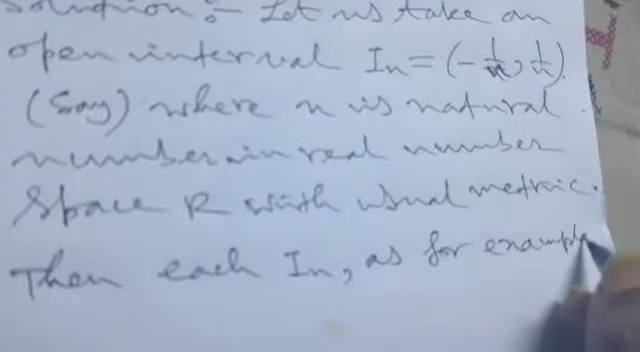 Solution :- Let us take an
open interval In = (-1/n, 1/n)
(Say) where n is natural
number in real number
space R with usual metric.
Then each In, as for example